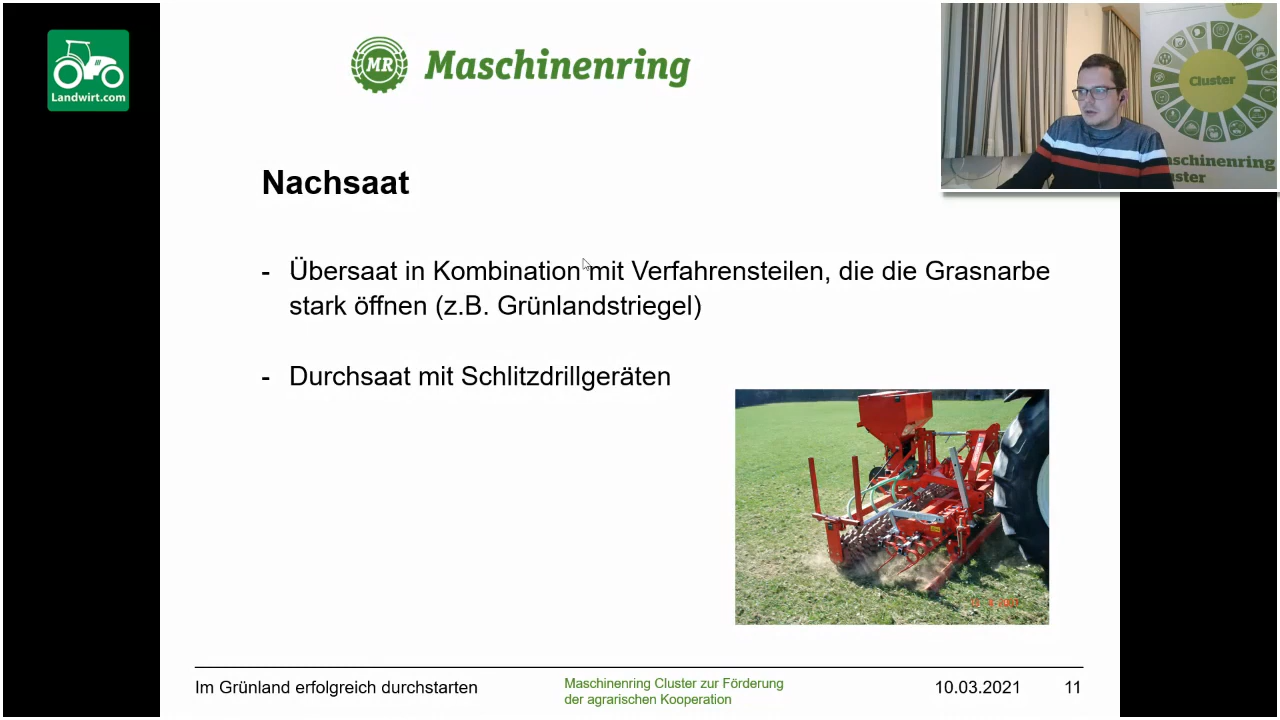 Landwirt.com
MR Maschinenring
Cluster
aschinenring
uster
Nachsaat
- Übersaat in Kombination mit Verfahrensteilen, die die Grasnarbe
stark öffnen (z.B. Grünlandstriegel)
- Durchsaat mit Schlitzdrillgeräten
Im Grünland erfolgreich durchstarten
Maschinenring Cluster zur Förderung
der agrarischen Kooperation
10.03.2021
11